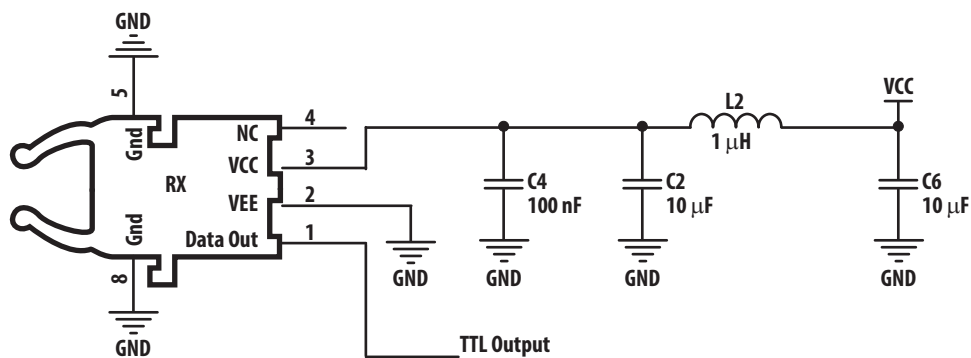 GND
5
Gnd
RX
NC
4
VCC
3
VEE
2
Data Out
1
Gnd
8
GND
GND
TTL Output
C4
100 nF
GND
C2
10 μF
GND
L2
1 μH
VCC
C6
10 μF
GND